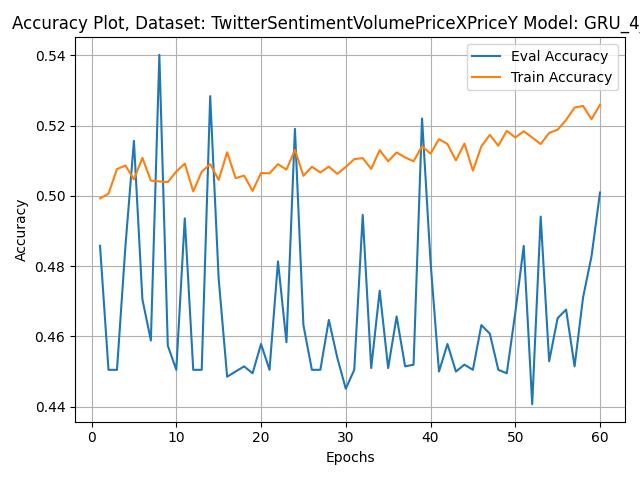 Accuracy Plot, Dataset: TwitterSentimentVolumePriceXPriceY Model: GRU_4
Eval Accuracy
Train Accuracy
Accuracy
0.54
0.52
0.50
0.48
0.46
0.44
0 10 20 30 40 50 60
Epochs